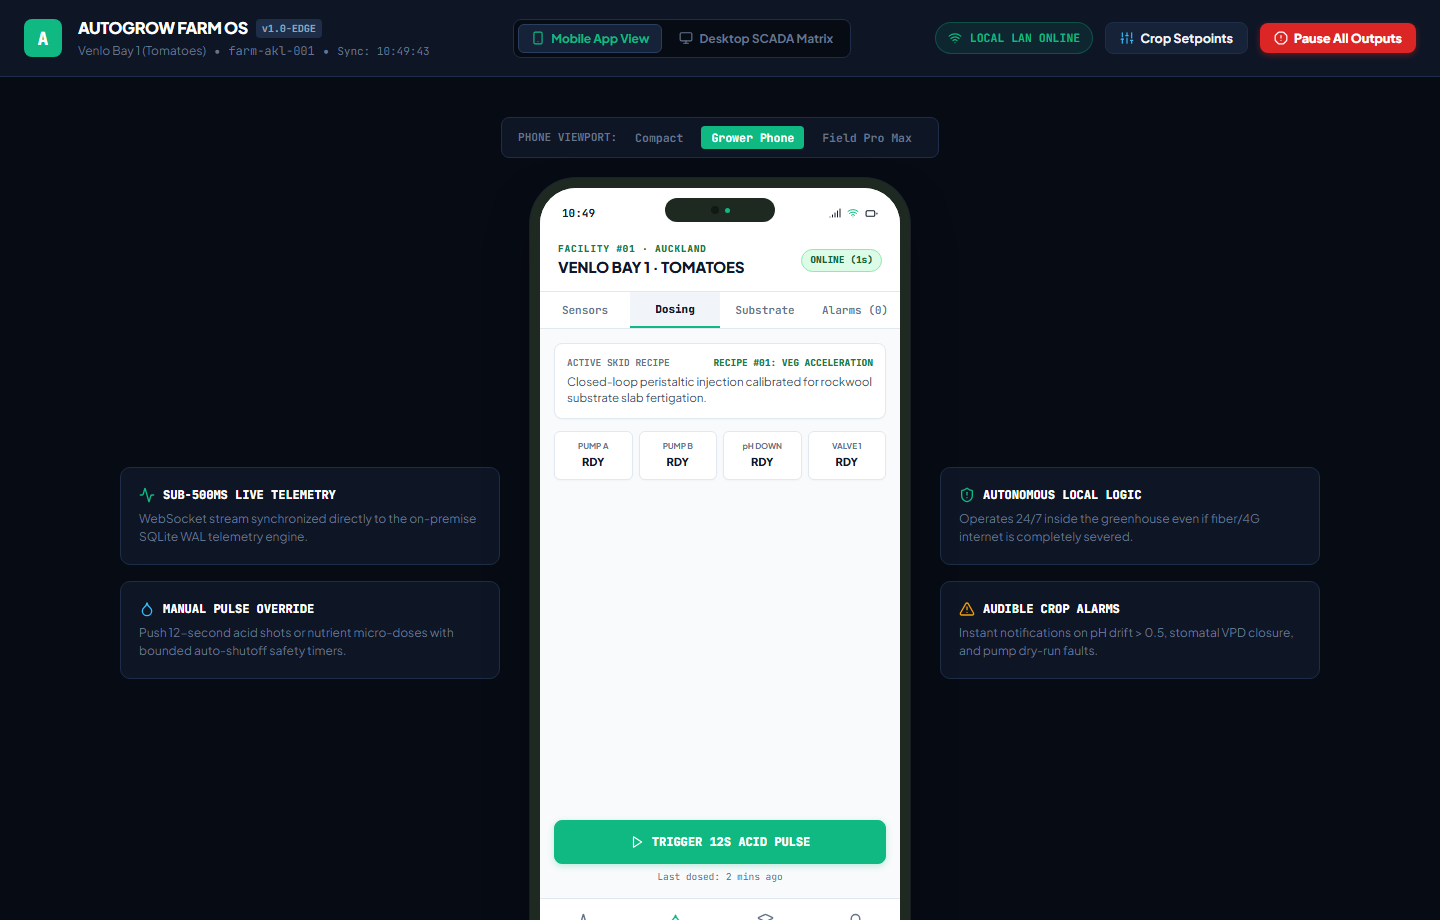 A
AUTOGROW FARM OS v1.0-EDGE
Venlo Bay 1 (Tomatoes) • farm-akl-001 • Sync: 10:49:43
Mobile App View
Desktop SCADA Matrix
LOCAL LAN ONLINE
Crop Setpoints
Pause All Outputs
PHONE VIEWPORT: Compact Grower Phone Field Pro Max
10:49
FACILITY #01 · AUCKLAND
VENLO BAY 1 · TOMATOES
ONLINE (1s)
Sensors Dosing Substrate Alarms (0)
ACTIVE SKID RECIPE RECIPE #01: VEG ACCELERATION
Closed-loop peristaltic injection calibrated for rockwool
substrate slab fertigation.
PUMP A PUMP B pH DOWN VALVE 1
RDY RDY RDY RDY
SUB-500MS LIVE TELEMETRY
WebSocket stream synchronized directly to the on-premise
SQLite WAL telemetry engine.
MANUAL PULSE OVERRIDE
Push 12-second acid shots or nutrient micro-doses with
bounded auto-shutoff safety timers.
AUTONOMOUS LOCAL LOGIC
Operates 24/7 inside the greenhouse even if fiber/4G
internet is completely severed.
AUDIBLE CROP ALARMS
Instant notifications on pH drift > 0.5, stomatal VPD closure,
and pump dry-run faults.
TRIGGER 12S ACID PULSE
Last dosed: 2 mins ago